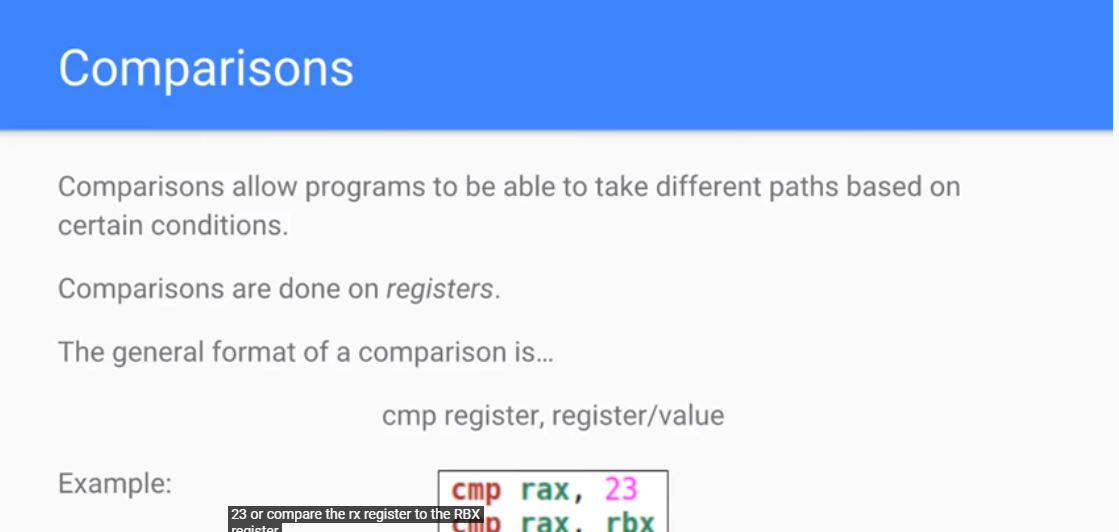 Comparisons
Comparisons allow programs to be able to take different paths based on
certain conditions.
Comparisons are done on registers.
The general format of a comparison is...
cmp register, register/value
Example:
cmp rax, 23
cmp rax, rbx
23 or compare the rx register to the RBX
register